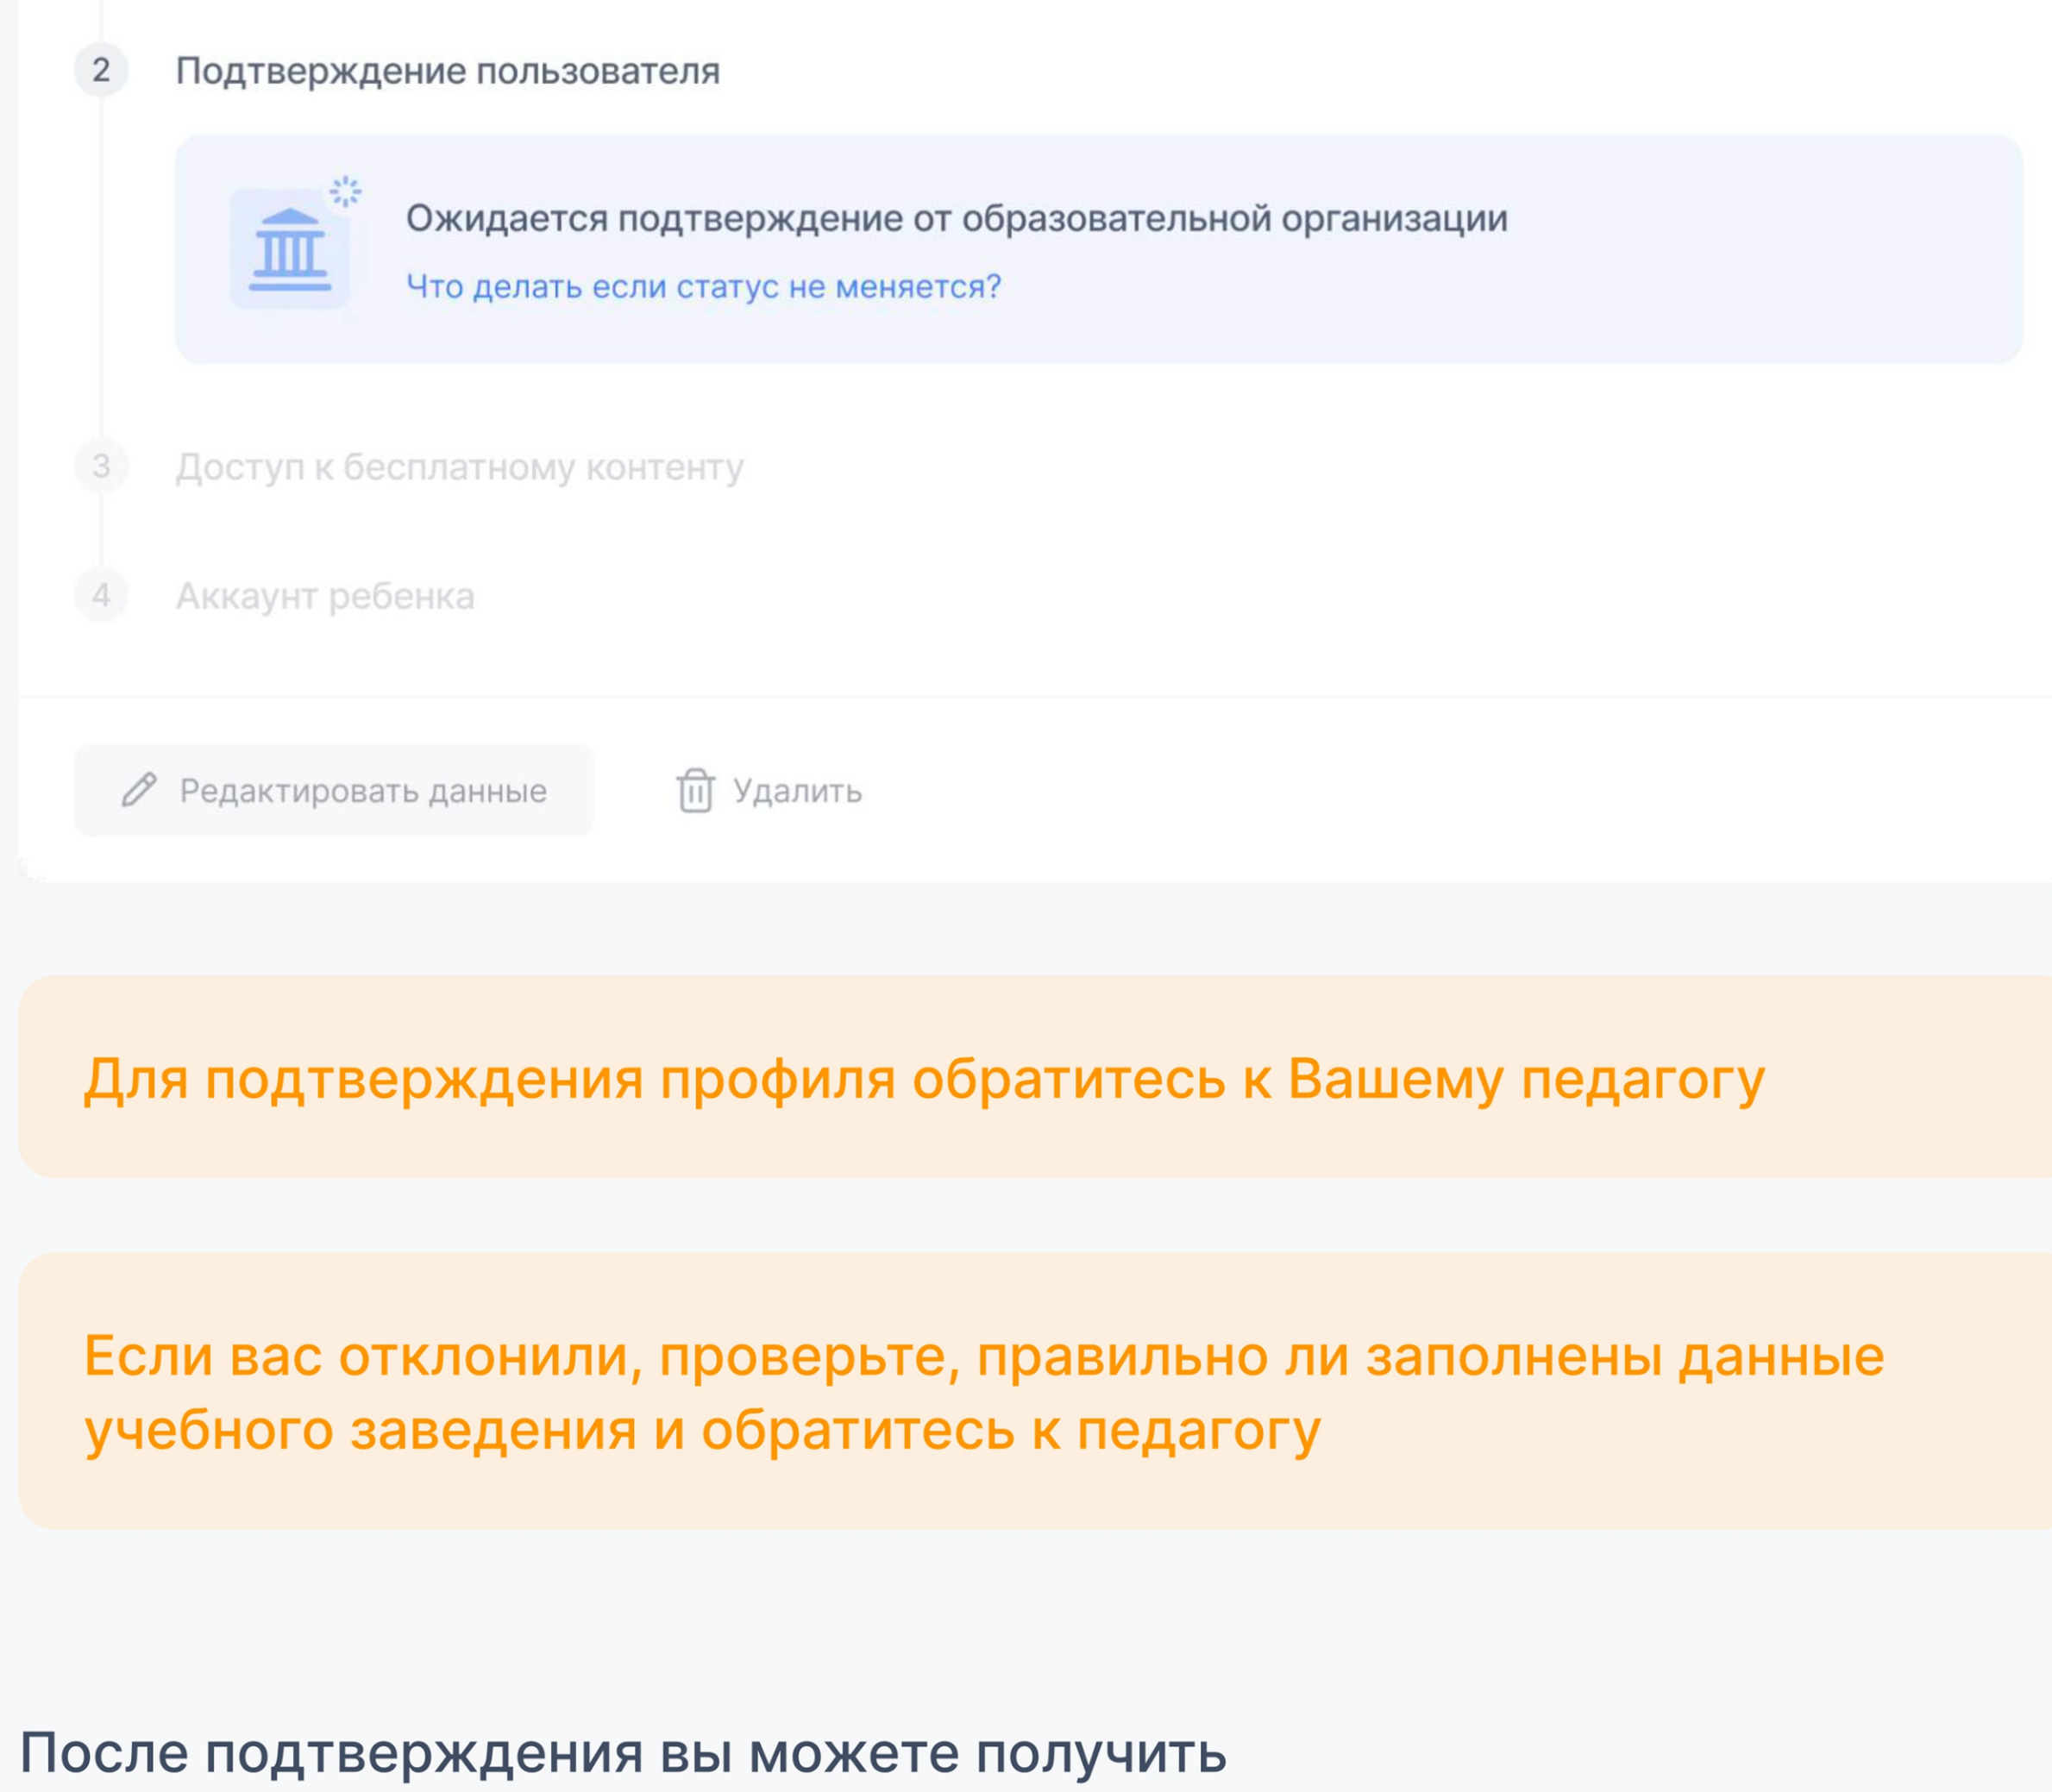 2
Подтверждение пользователя
Ожидается подтверждение от образовательной организации
Что делать если статус не меняется?
3
Доступ к бесплатному контенту
4
Аккаунт ребенка
Редактировать данные
Удалить
Для подтверждения профиля обратитесь к Вашему педагогу
Если вас отклонили, проверьте, правильно ли заполнены данные
учебного заведения и обратитесь к педагогу
После подтверждения вы можете получить